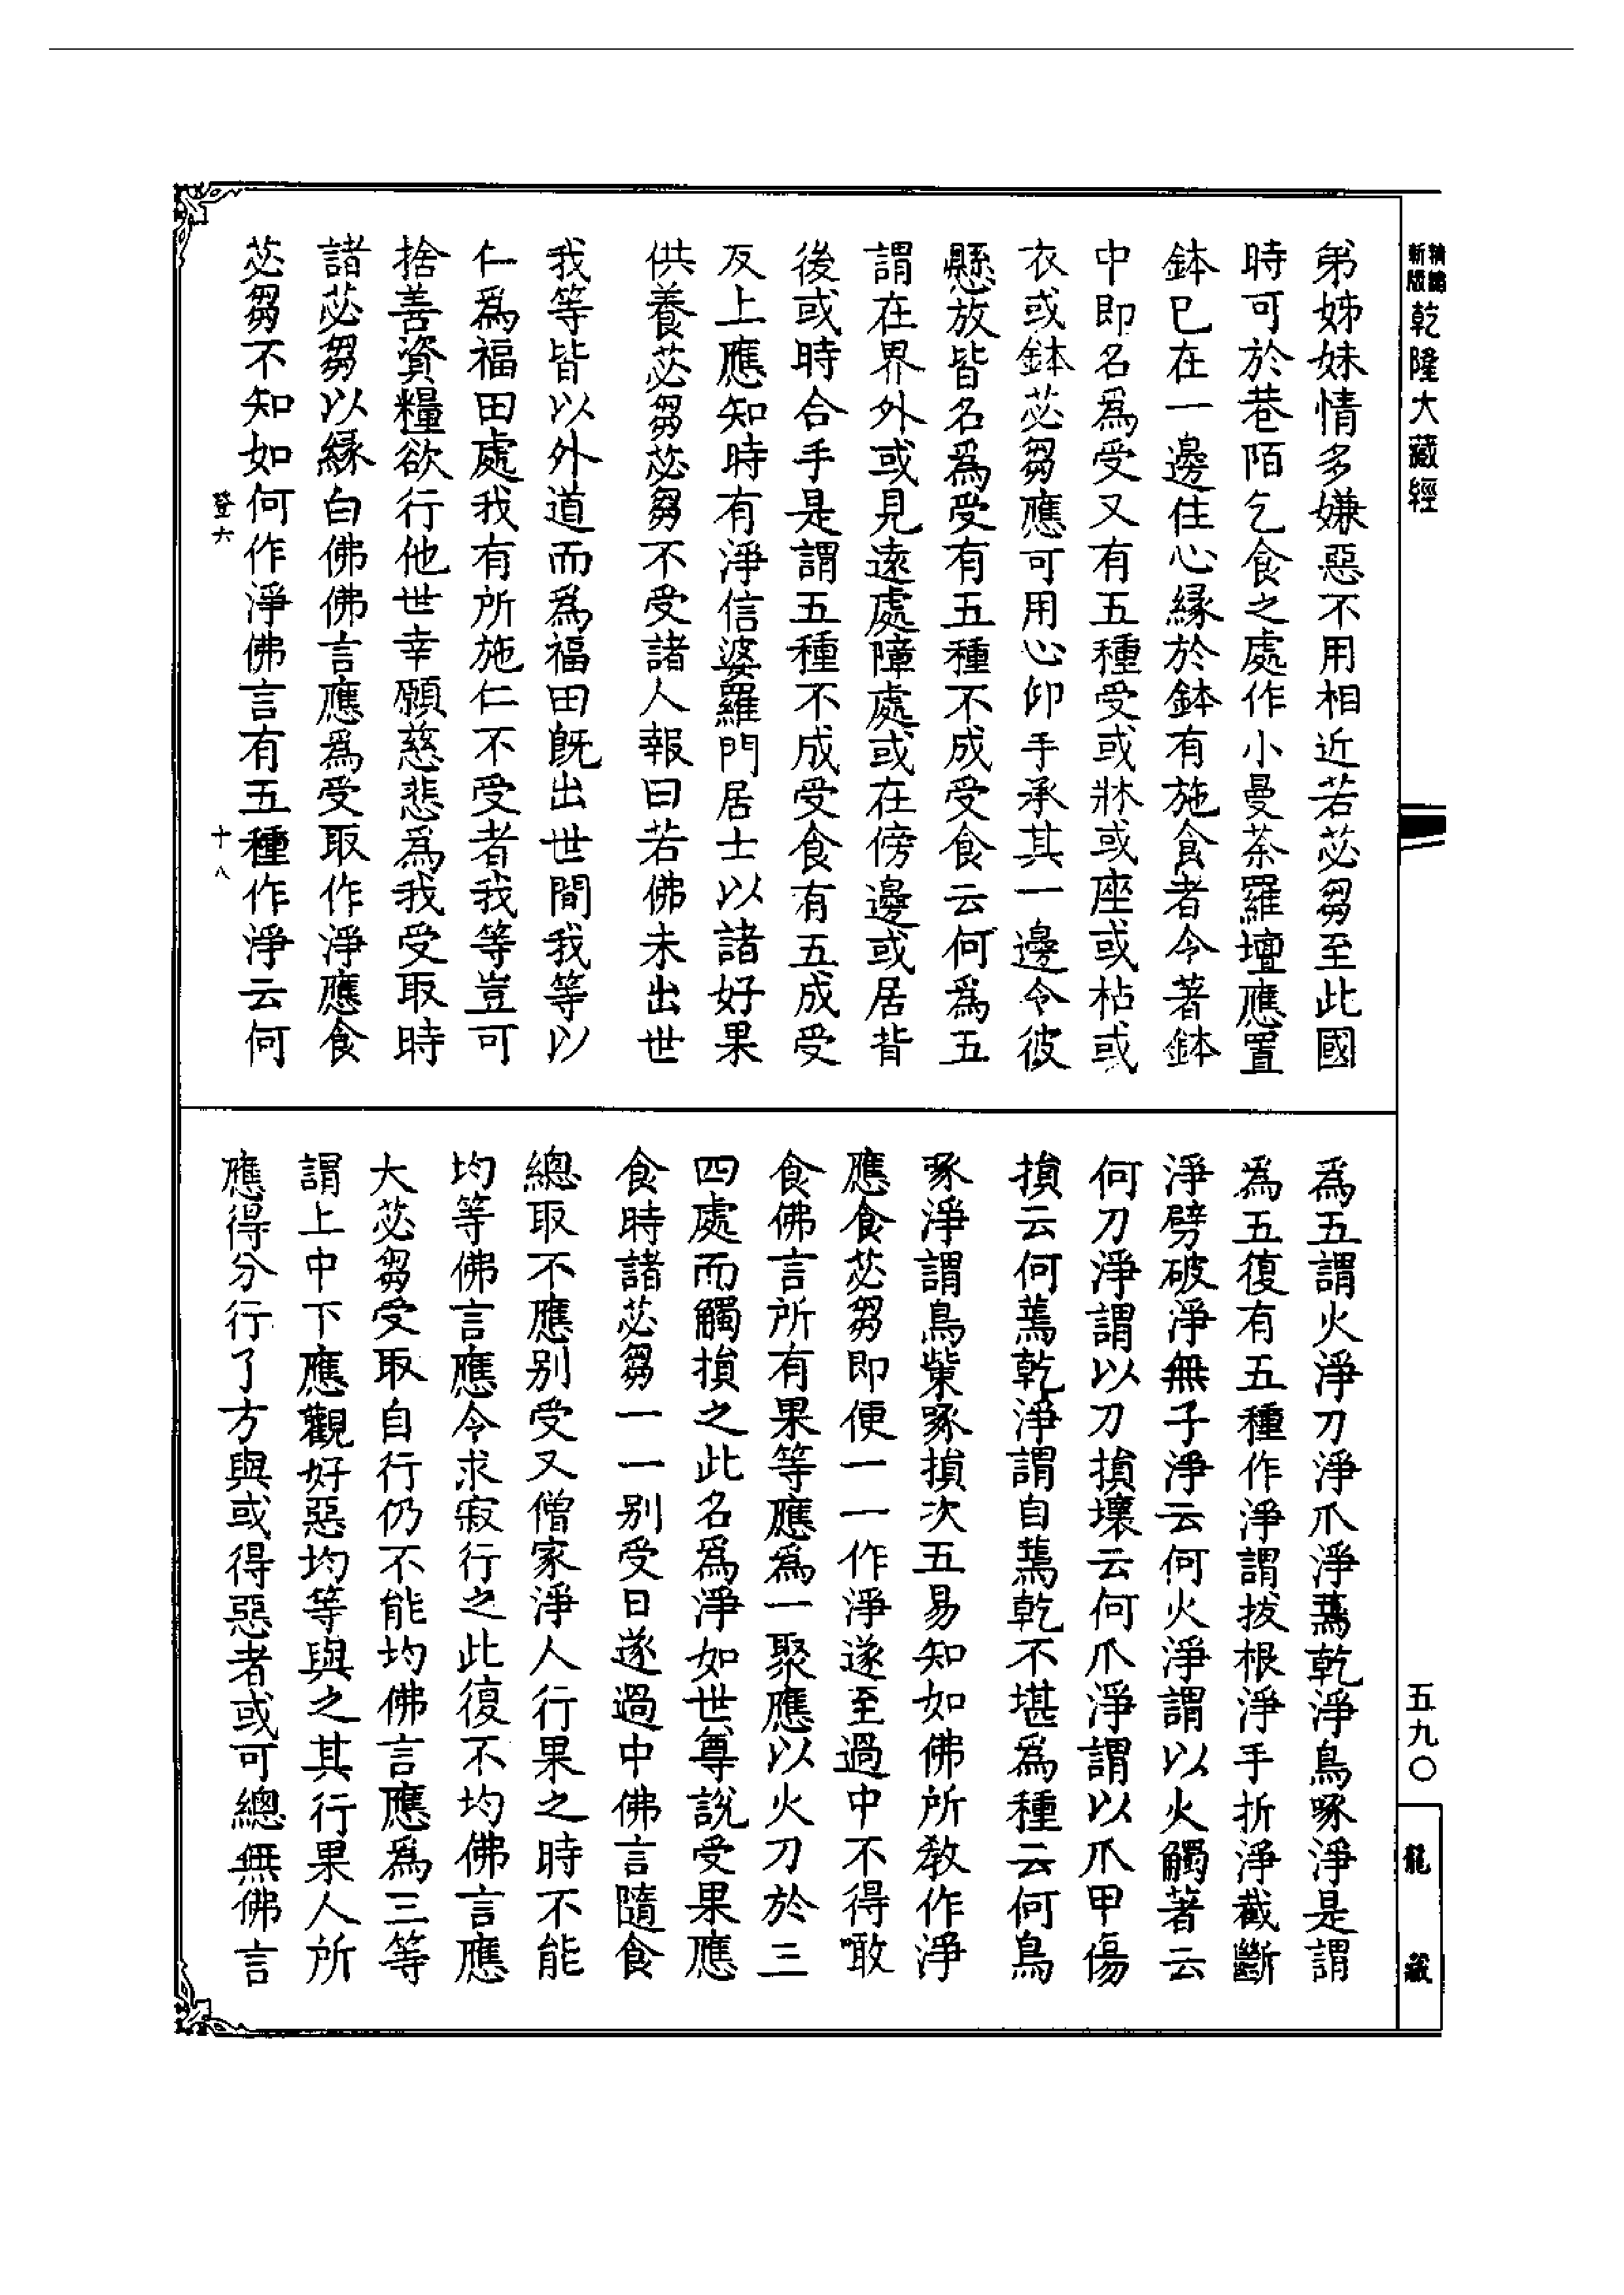 新編
新版
乾隆大藏經
弟姊妹情多嫌惡不用相近若苾芻至此國
時可於巷陌乞食之處作小曼荼羅壇應置
鉢已在一邊住心緣於鉢有施食者令著鉢
中即名爲受又有五種受或牀或座或枯或
衣或鉢苾芻應可用心仰手承其一邊令彼
懸放皆名爲受有五種不成受食云何爲五
謂在界外或見遠處障處或在傍邊或居背
後或時合手是謂五種不成受食有五成受
反上應知時有淨信婆羅門居士以諸好果
供養苾芻苾芻不受諸人報曰若佛未出世
我等皆以外道而爲福田既出世間我等以
仁爲福田處我有所施仁不受者我等豈可
捨善資糧欲行他世幸願慈悲爲我受取時
諸苾芻以緣白佛佛言應爲受取作淨應食
苾芻不知如何作淨佛言有五種作淨云何
登六
十八
爲五謂火淨刀淨爪淨蔫乾淨鳥啄淨是謂
爲五復有五種作淨謂拔根淨手折淨截斷
淨劈破淨無子淨云何火淨謂以火觸著云
何刀淨謂以刀損壞云何爪淨謂以爪甲傷
損云何蔫乾淨謂自蔫乾不堪爲種云何鳥
啄淨謂鳥觜啄損次五易知如佛所教作淨
應食苾芻即便一一作淨遂至過中不得噉
食佛言所有果等應爲一聚應以火刀於三
四處而觸損之此名爲淨如世尊說受果應
食時諸苾芻一一別受日遂過中佛言隨食
總取不應別受又僧家淨人行果之時不能
均等佛言應令求寂行之此復不均佛言應
大苾芻受取自行仍不能均佛言應爲三等
謂上中下應觀好惡均等與之其行果人所
應得分行了方與或得惡者或可總無佛言
五九〇
龍藏